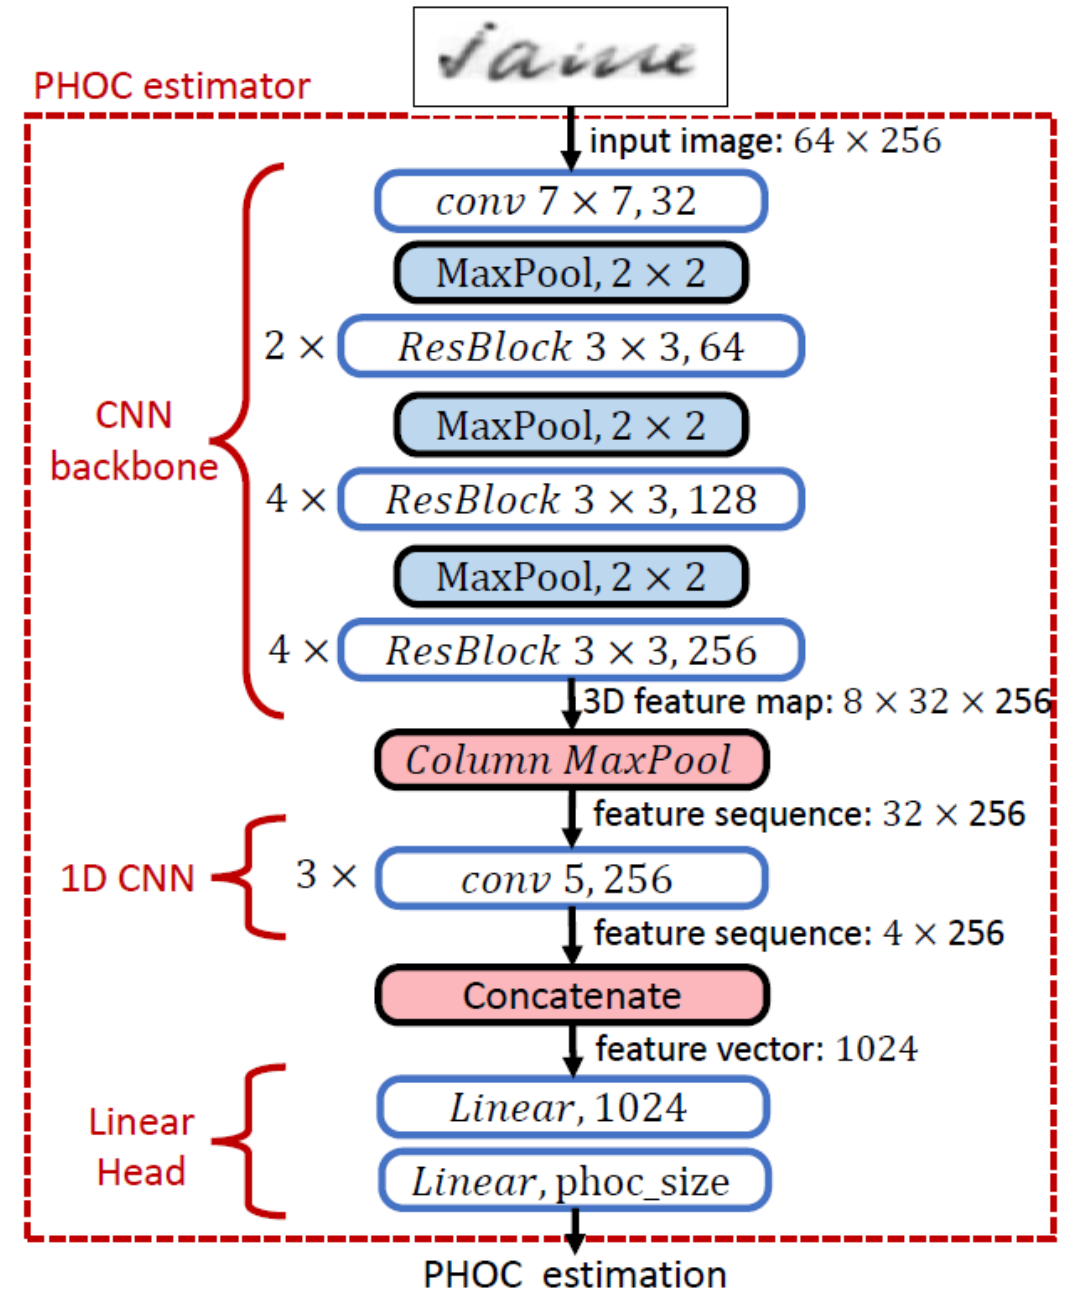 jaime
PHOC estimator
input image: 64 × 256
conv 7 × 7, 32
MaxPool, 2 × 2
2 × ResBlock 3 × 3, 64
CNN
backbone
MaxPool, 2 × 2
4 × ResBlock 3 × 3, 128
MaxPool, 2 × 2
4 × ResBlock 3 × 3, 256
3D feature map: 8 × 32 × 256
Column MaxPool
feature sequence: 32 × 256
1D CNN
3 × conv 5, 256
feature sequence: 4 × 256
Concatenate
feature vector: 1024
Linear
Head
Linear, 1024
Linear, phoc_size
PHOC estimation